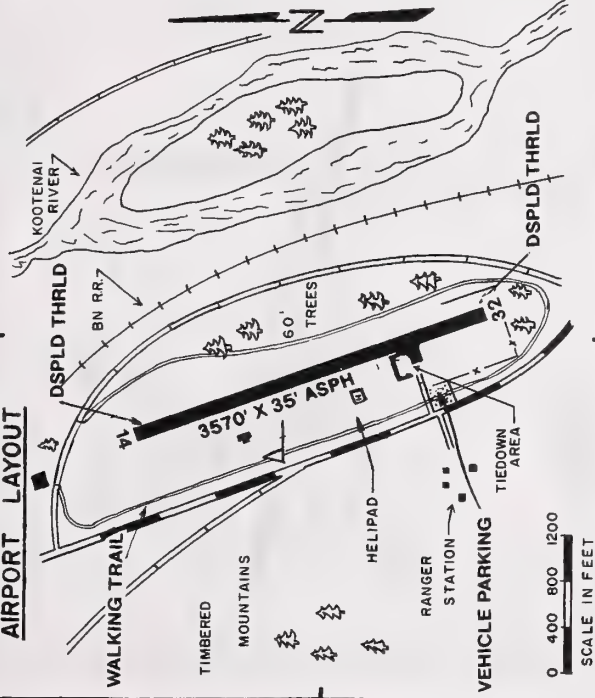 AIRPORT LAYOUT
N
KOOTENAI
RIVER
BN R.R.
DSPLD THRLD
DSPLD THRLD
14
32
60'
TREES
3570' X 35' ASPH
H
WALKING TRAIL
TIMBERED
MOUNTAINS
HELIPAD
RANGER
STATION
TIEDOWN
AREA
VEHICLE PARKING
0 400 800 1200
SCALE IN FEET